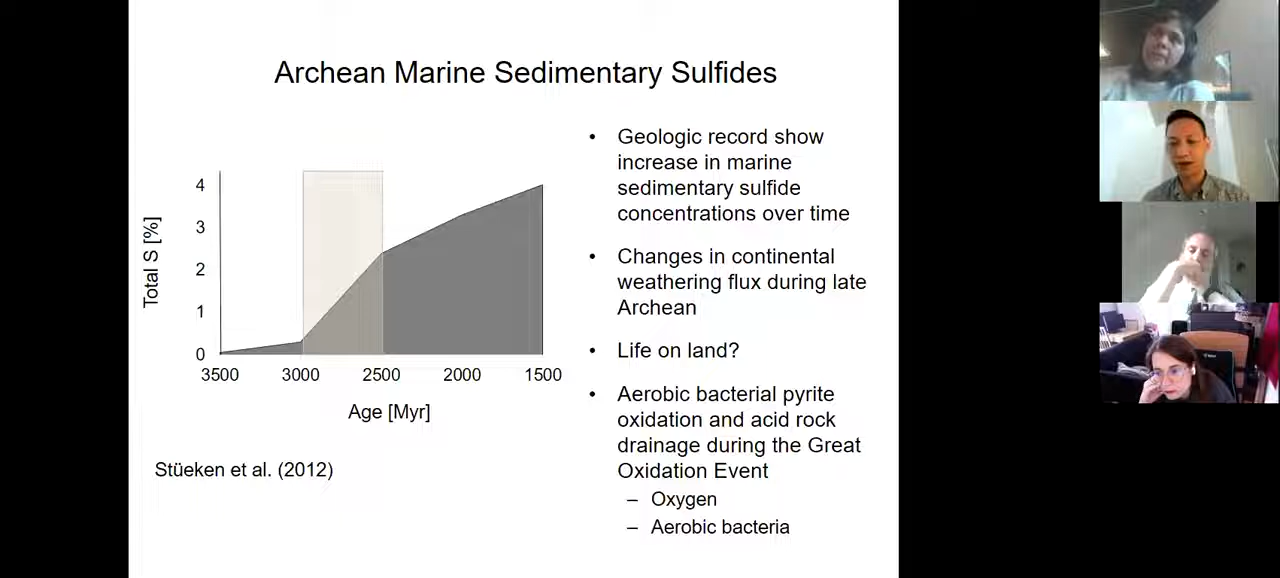 Archean Marine Sedimentary Sulfides
4
3
2
1
0
Total S [%]
3500 3000 2500 2000 1500
Age [Myr]
Stüeken et al. (2012)
• Geologic record show
increase in marine
sedimentary sulfide
concentrations over time
• Changes in continental
weathering flux during late
Archean
• Life on land?
• Aerobic bacterial pyrite
oxidation and acid rock
drainage during the Great
Oxidation Event
– Oxygen
– Aerobic bacteria